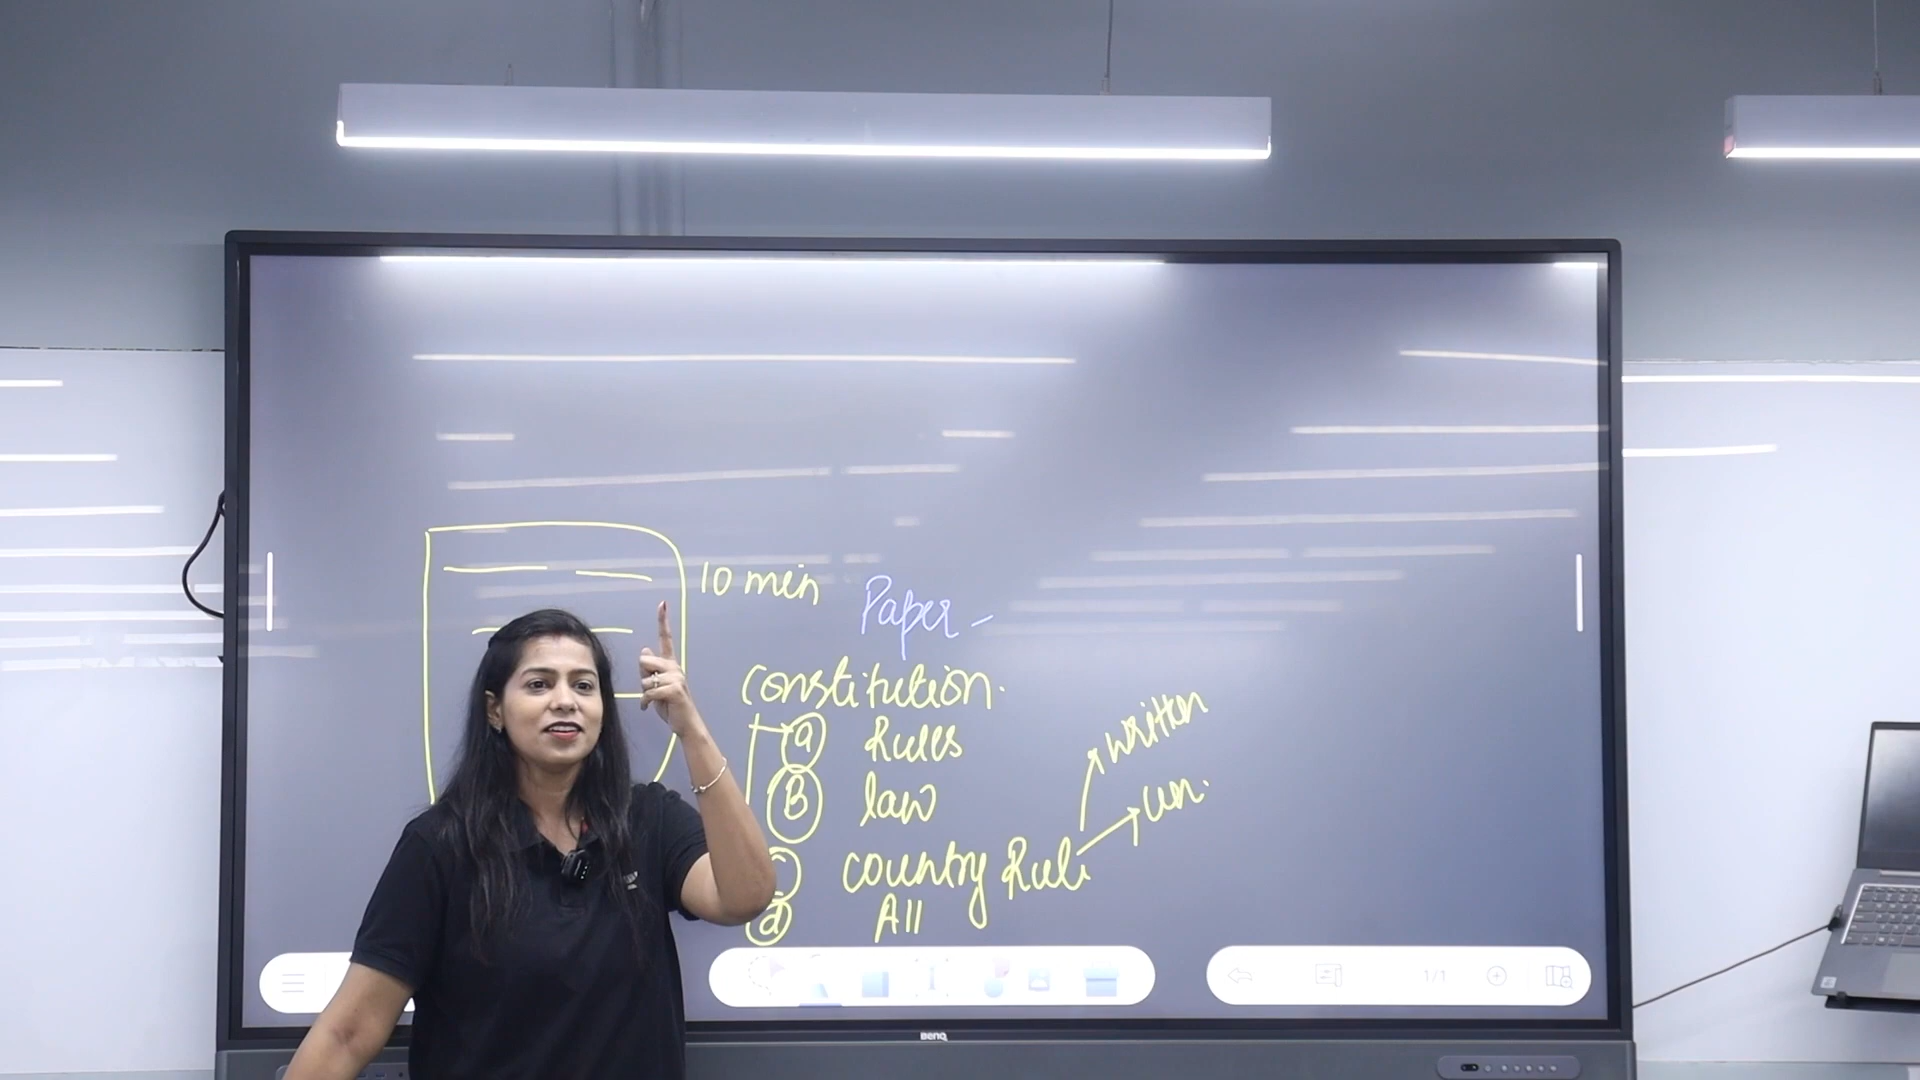 10 min
Paper -
Constitution.
a Rules
B law
C country Rule
written
un.
d All
1/1
BenQ